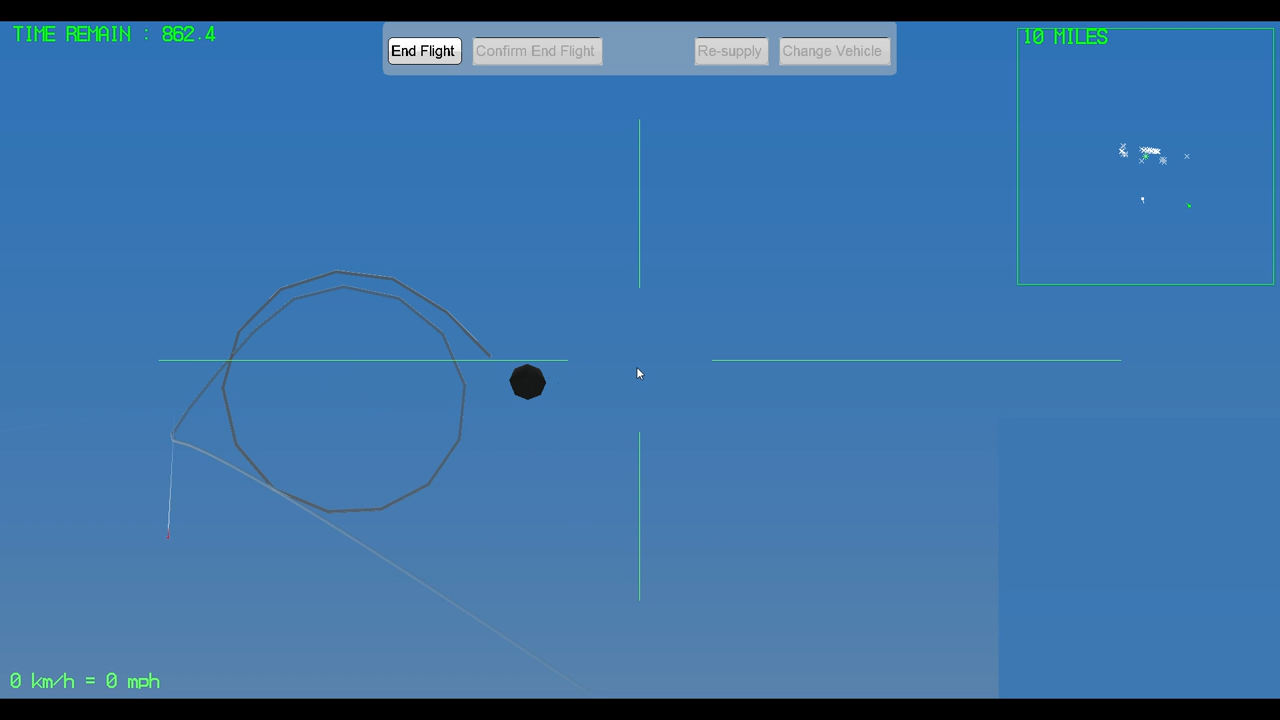 TIME REMAIN : 862.4
End Flight
Confirm End Flight
Re-supply
Change Vehicle
10 MILES
0 km/h = 0 mph